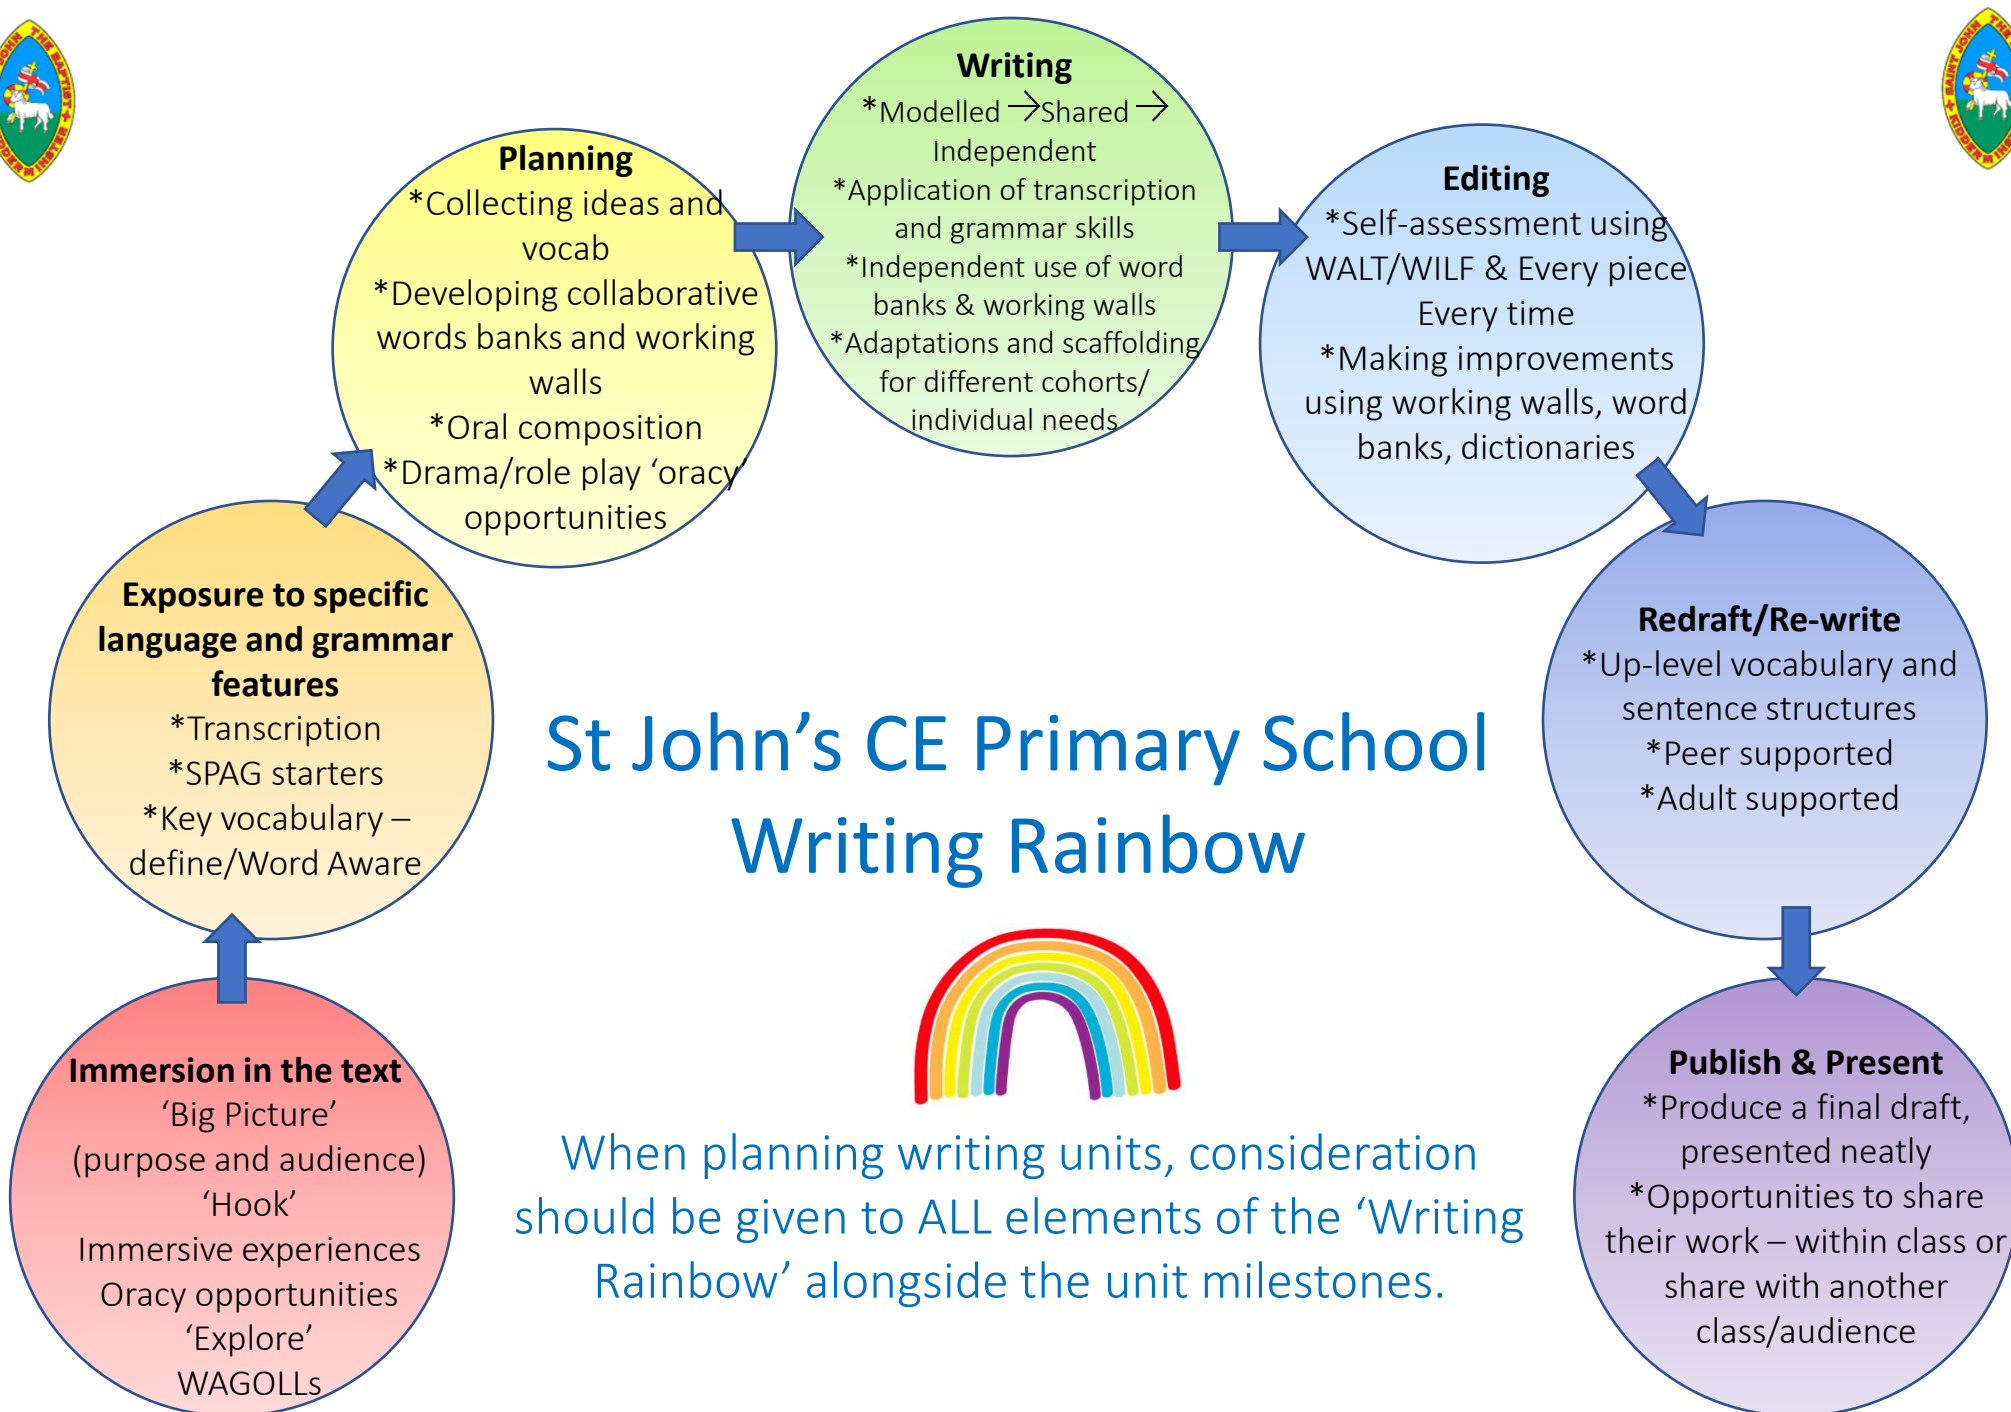 Writing
*Modelled →Shared →
Independent
*Application of transcription
and grammar skills
*Independent use of word
banks & working walls
*Adaptations and scaffolding
for different cohorts/
individual needs
Planning
*Collecting ideas and
vocab
*Developing collaborative
words banks and working
walls
*Oral composition
*Drama/role play ‘oracy’
opportunities
Editing
*Self-assessment using
WALT/WILF & Every piece
Every time
*Making improvements
using working walls, word
banks, dictionaries
Exposure to specific
language and grammar
features
*Transcription
*SPAG starters
*Key vocabulary –
define/Word Aware
Redraft/Re-write
*Up-level vocabulary and
sentence structures
*Peer supported
*Adult supported
St John’s CE Primary School
Writing Rainbow
Immersion in the text
‘Big Picture’
(purpose and audience)
‘Hook’
Immersive experiences
Oracy opportunities
‘Explore’
WAGOLLs
When planning writing units, consideration
should be given to ALL elements of the ‘Writing
Rainbow’ alongside the unit milestones.
Publish & Present
*Produce a final draft,
presented neatly
*Opportunities to share
their work – within class or
share with another
class/audience
JOHN THE BAPTIST
KIDDERMINSTER
SAINT JOHN THE
KIDDERMIN